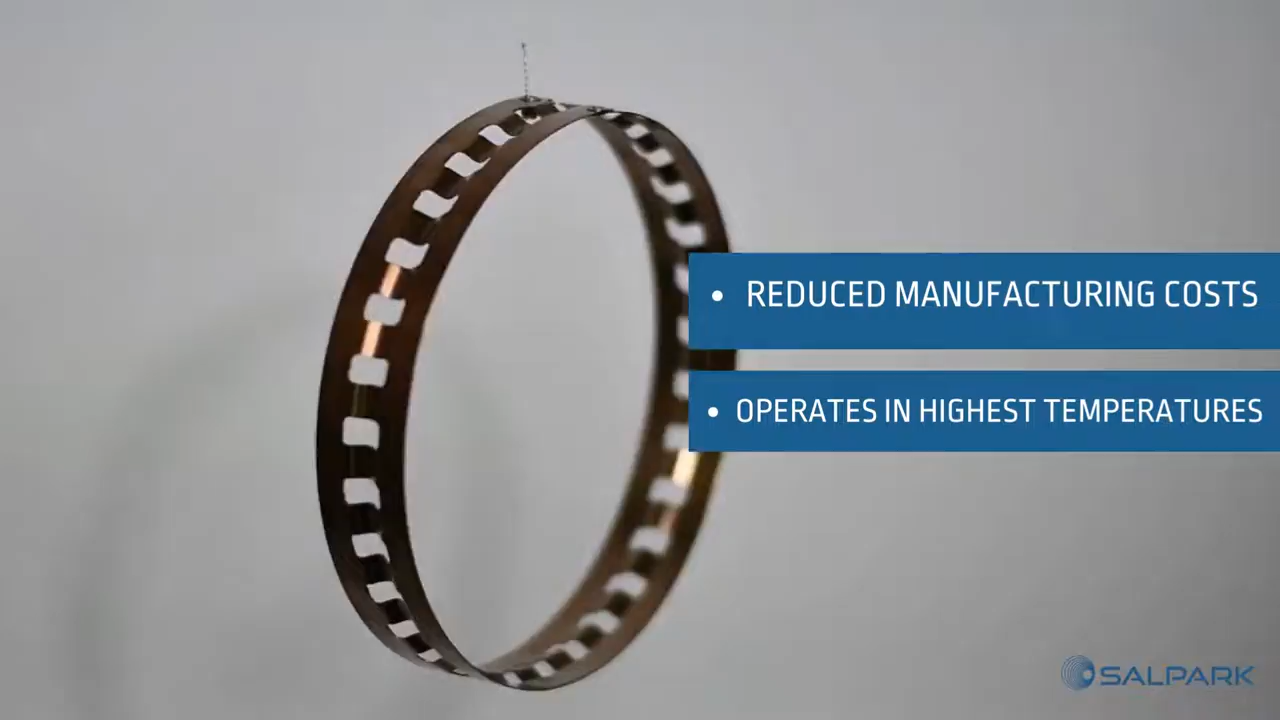 • REDUCED MANUFACTURING COSTS
• OPERATES IN HIGHEST TEMPERATURES
SALPARK